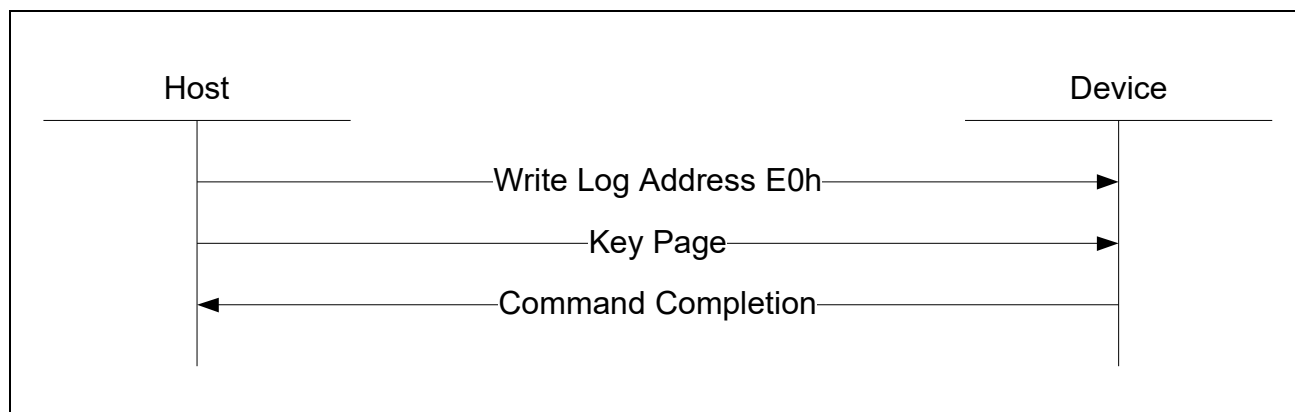 Host
Device
Write Log Address E0h
Key Page
Command Completion